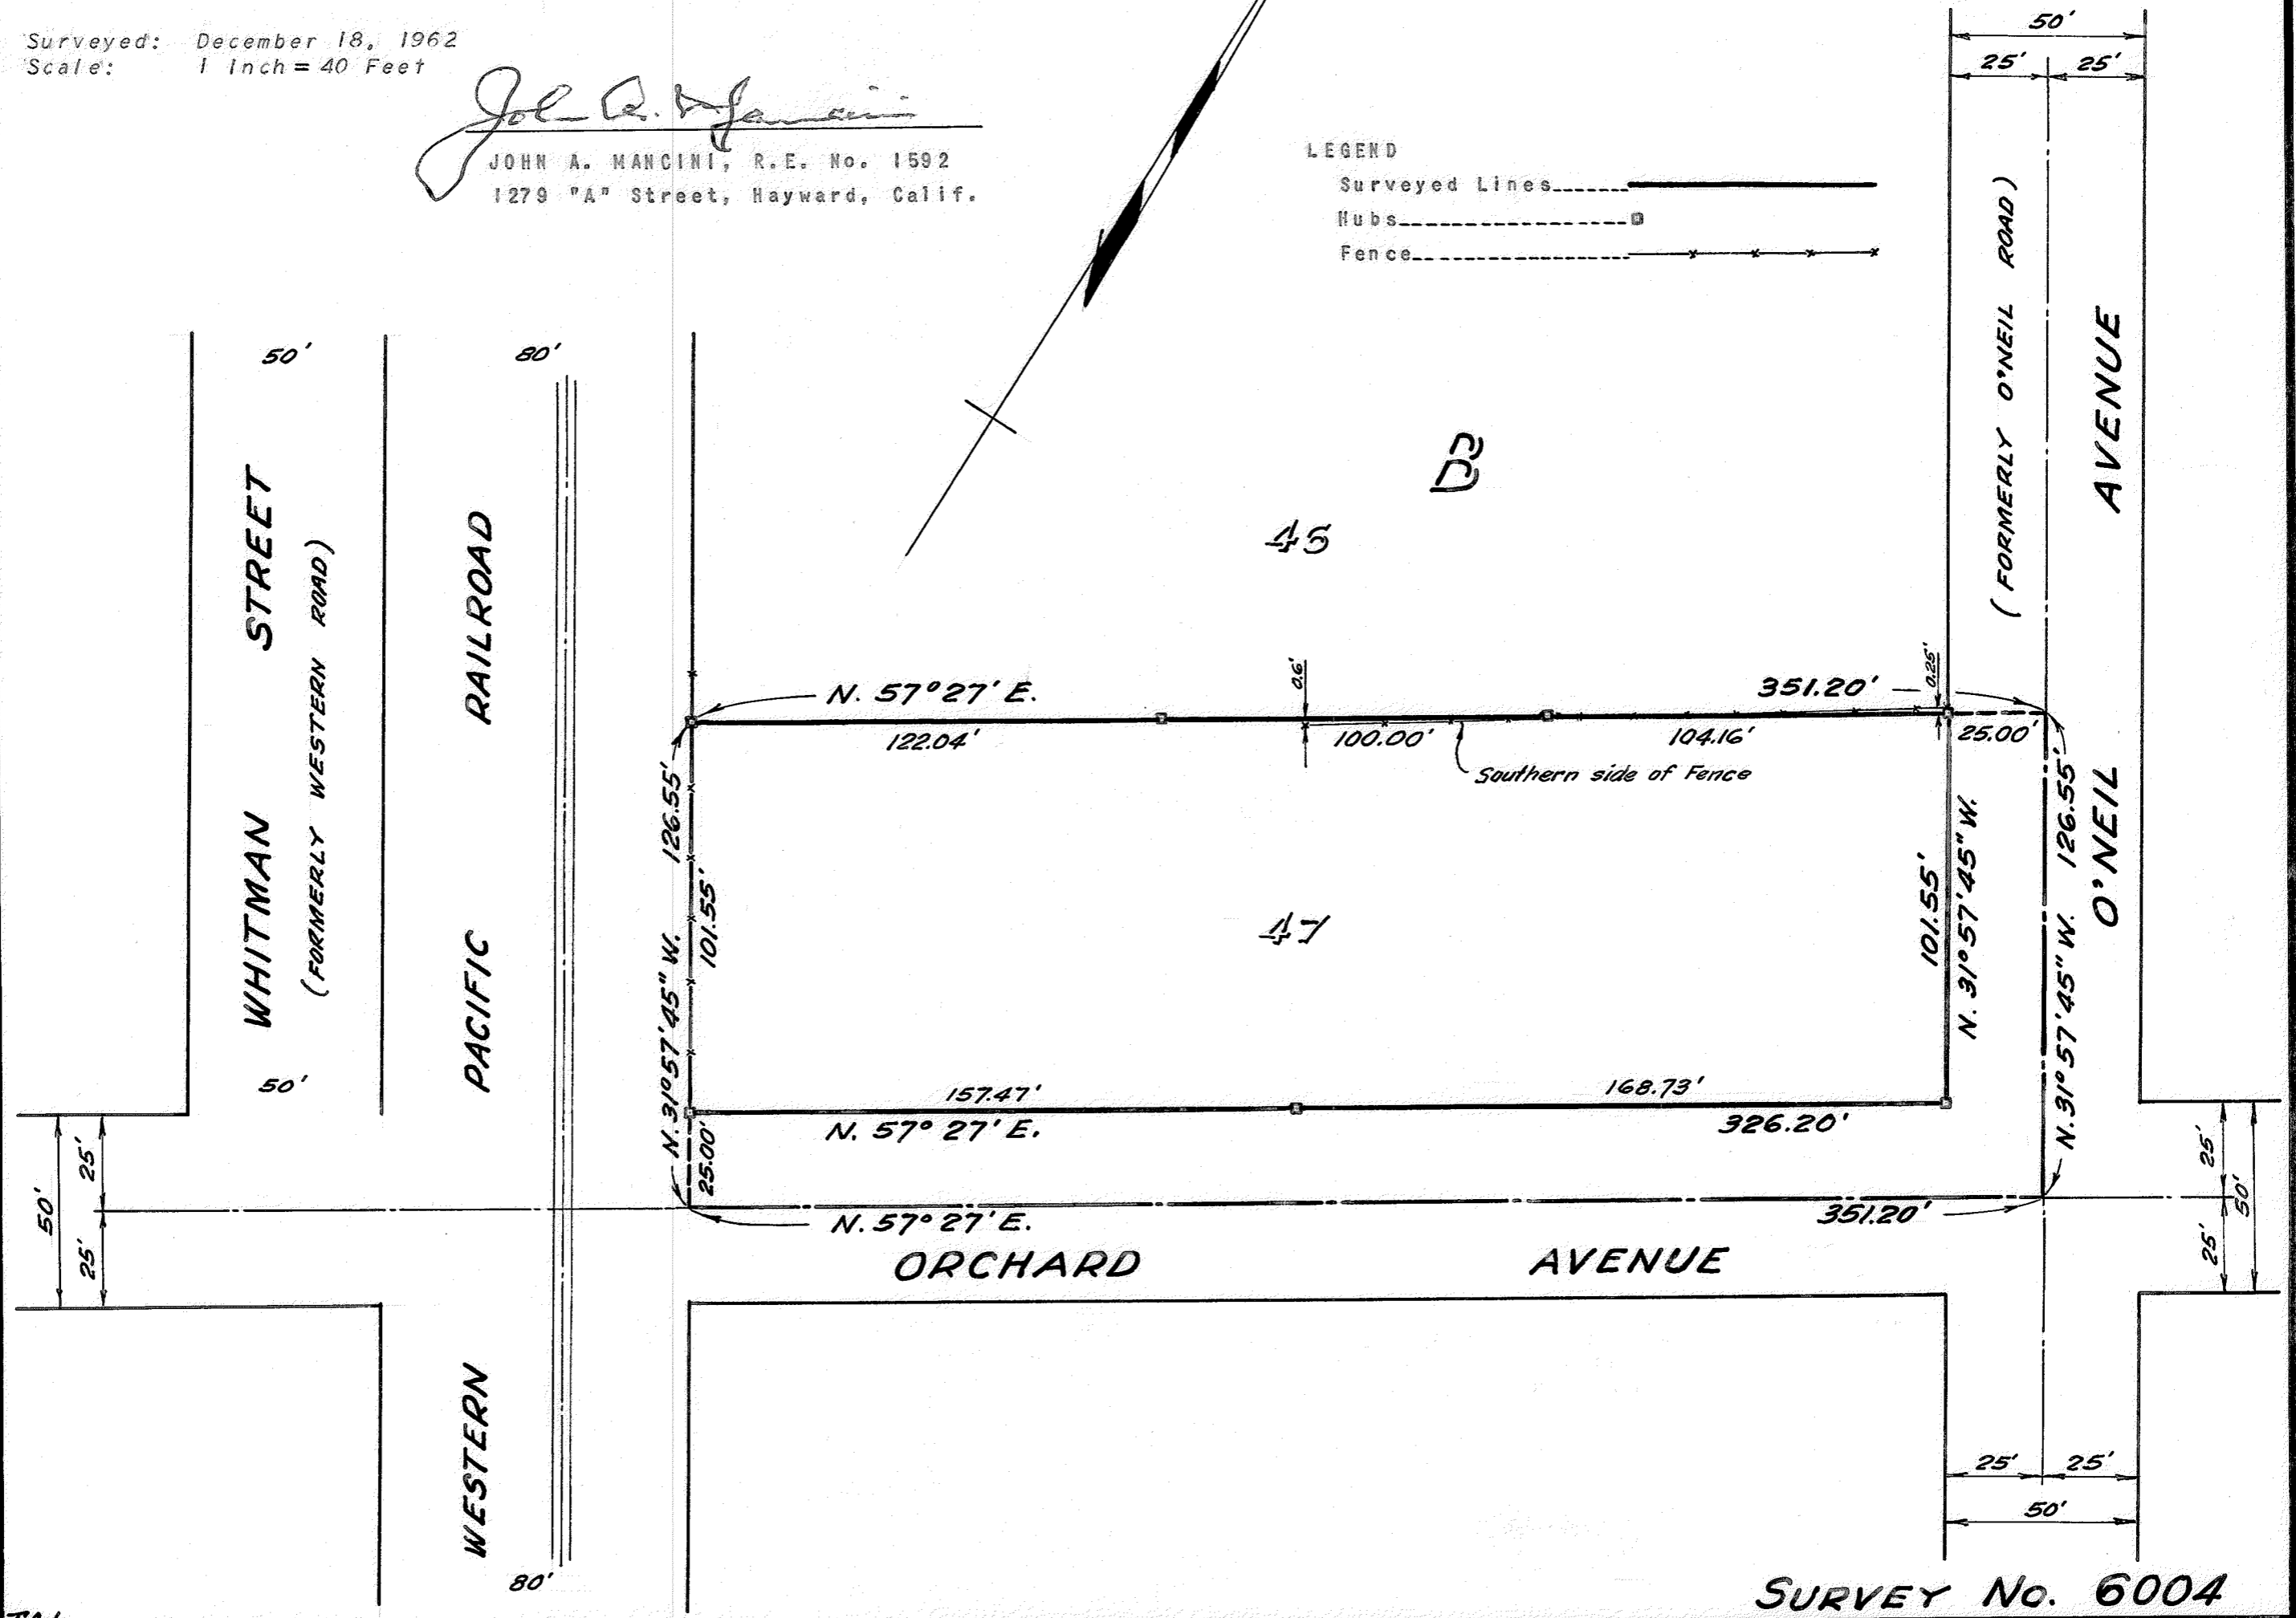 Surveyed: December 18, 1962
Scale: 1 Inch = 40 Feet
JOHN A. MANCINI, R.E. No. 1592
1279 "A" Street, Hayward, Calif.
LEGEND
Surveyed Lines
Hubs
Fence
50'
25' 25'
(FORMERLY O'NEIL ROAD)
O'NEIL AVENUE
50'
80'
WHITMAN STREET
(FORMERLY WESTERN ROAD)
50'
WESTERN PACIFIC RAILROAD
80'
B
45
N. 57° 27' E.
0.6'
351.20'
0.25'
122.04'
100.00'
104.16'
25.00'
Southern side of Fence
N. 31° 57' 45" W. 126.55'
101.55'
25.00'
47
101.55'
N. 31° 57' 45" W.
N. 31° 57' 45" W. 126.55'
157.47'
168.73'
N. 57° 27' E.
326.20'
N. 57° 27' E.
351.20'
ORCHARD AVENUE
50'
25'
25'
25'
25'
50'
25' 25'
50'
SURVEY No. 6004